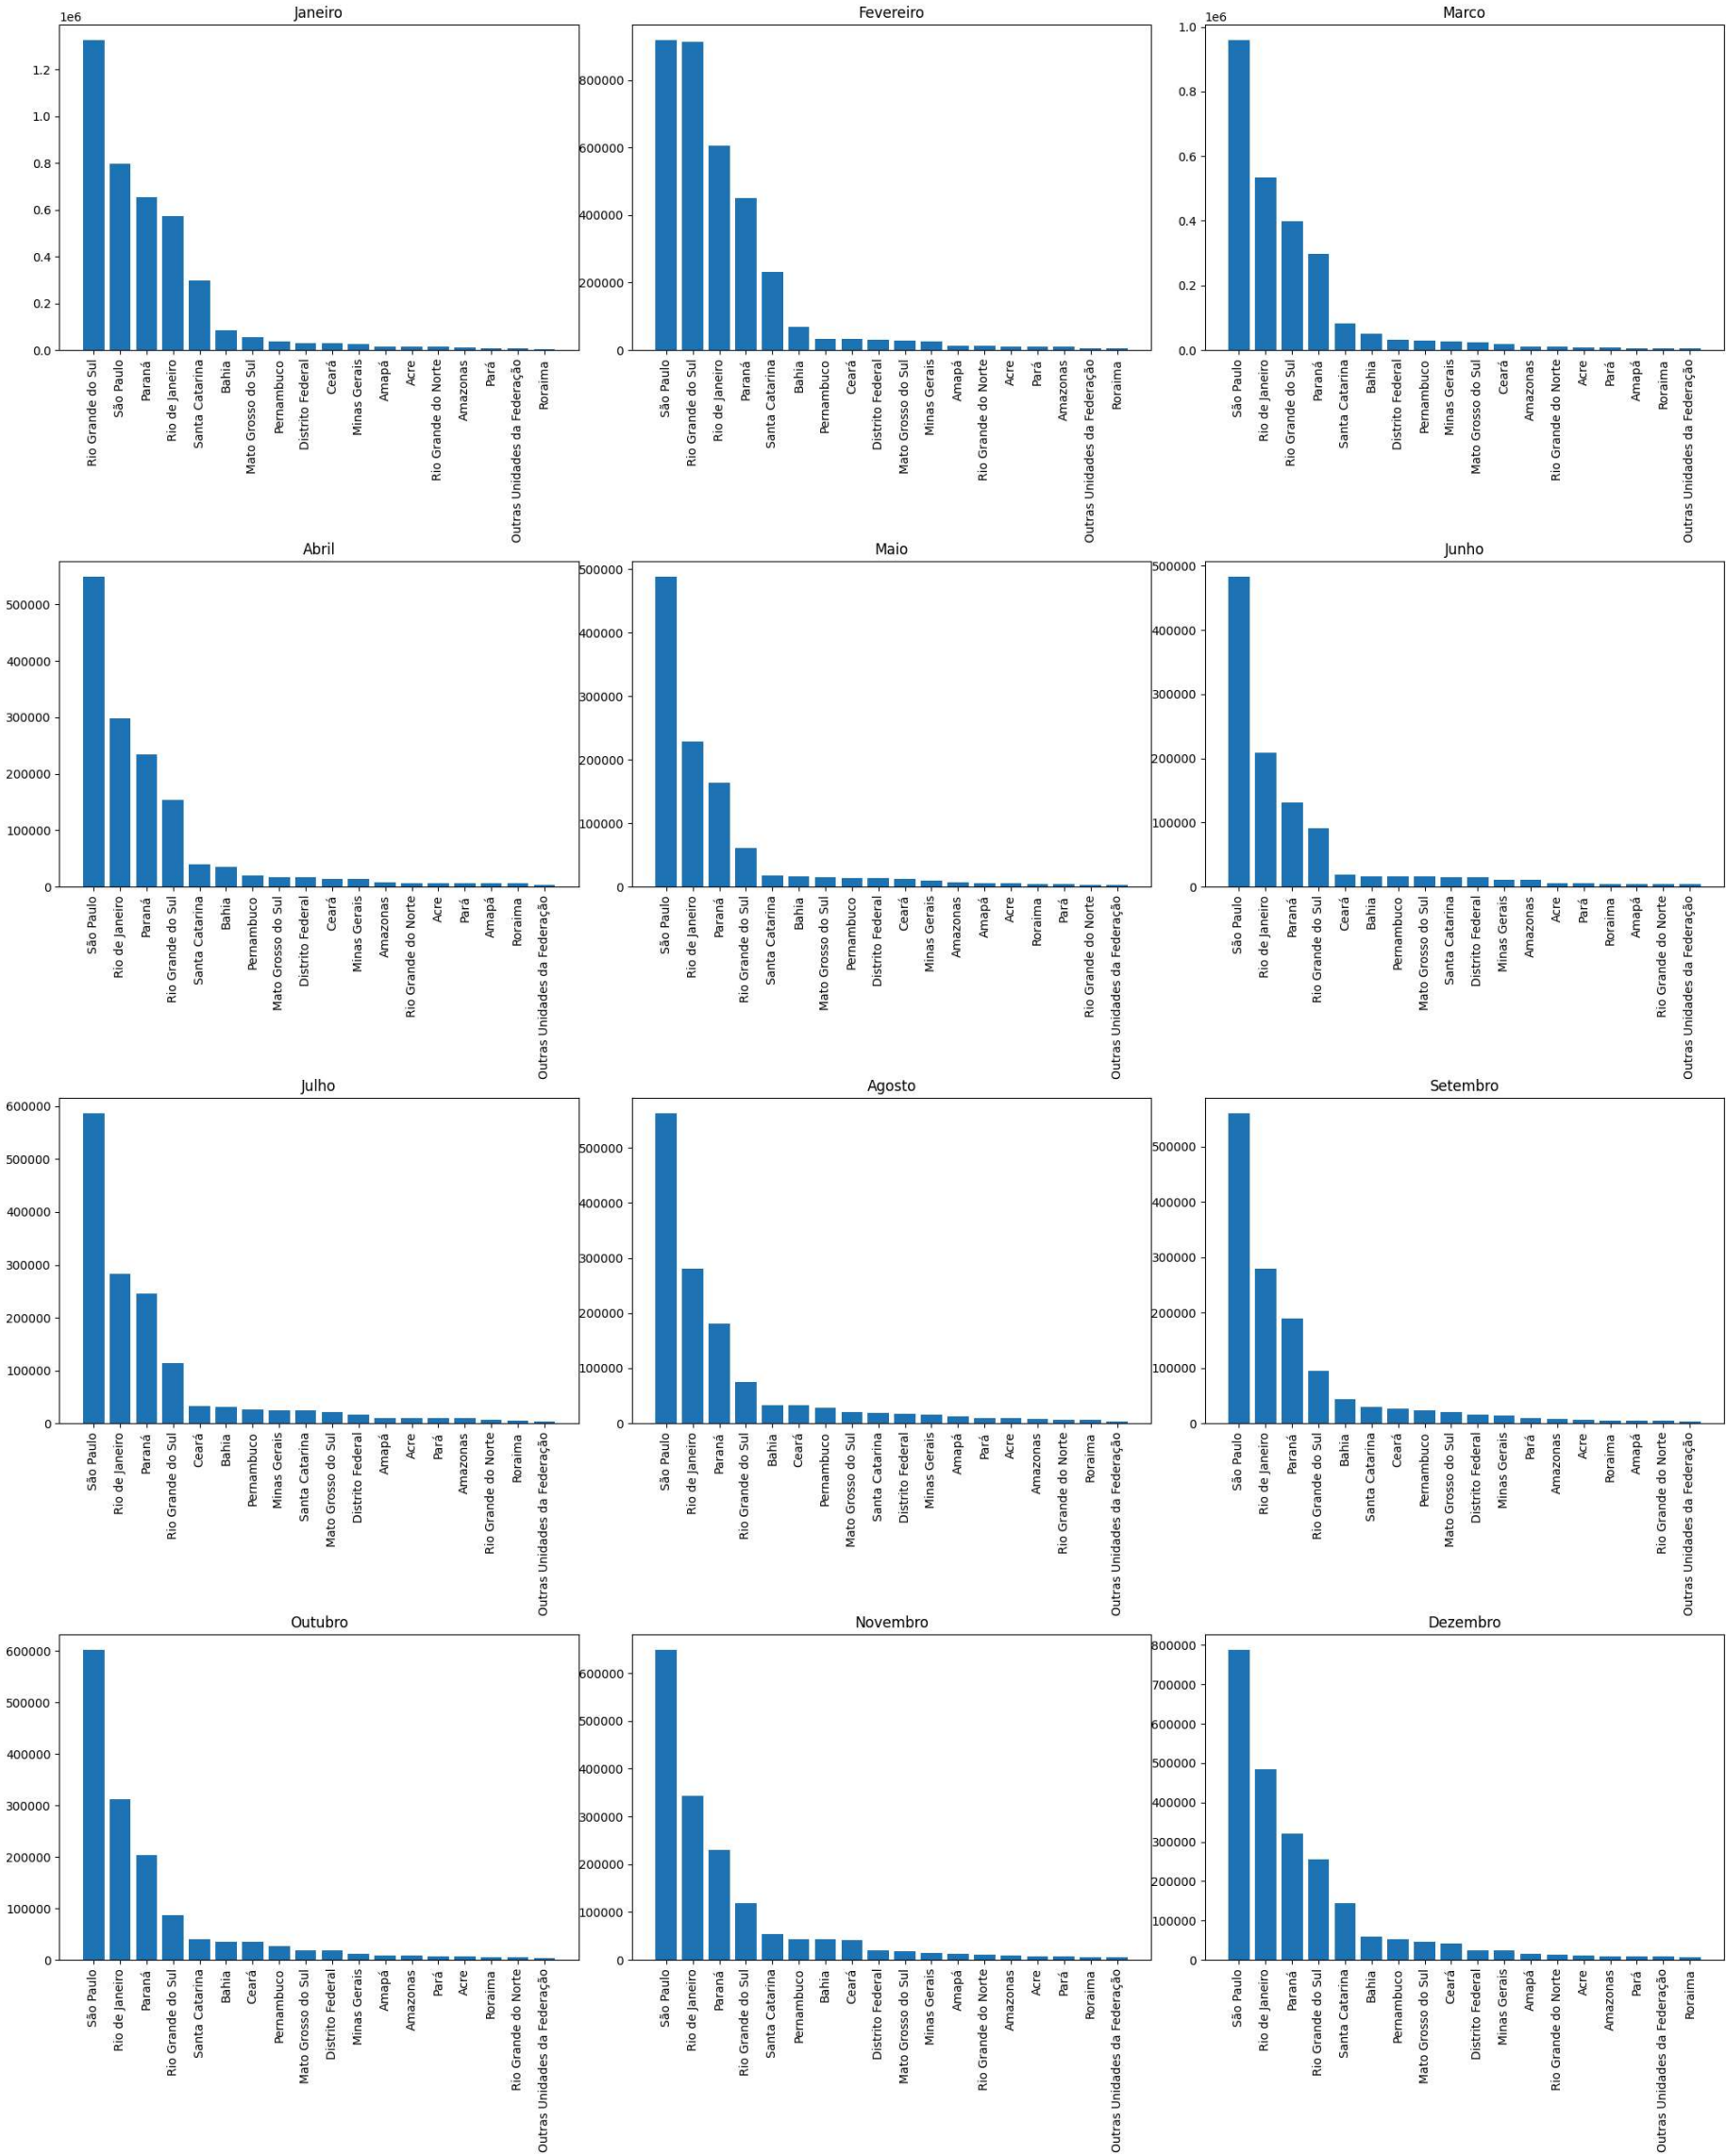 Janeiro
1e6
1.2
1.0
0.8
0.6
0.4
0.2
0.0
Rio Grande do Sul
São Paulo
Paraná
Rio de Janeiro
Santa Catarina
Bahia
Mato Grosso do Sul
Pernambuco
Distrito Federal
Ceará
Minas Gerais
Amapá
Acre
Rio Grande do Norte
Amazonas
Pará
Outras Unidades da Federação
Roraima
Fevereiro
800000
600000
400000
200000
0
São Paulo
Rio Grande do Sul
Rio de Janeiro
Paraná
Santa Catarina
Bahia
Pernambuco
Ceará
Distrito Federal
Mato Grosso do Sul
Minas Gerais
Amapá
Rio Grande do Norte
Acre
Pará
Amazonas
Outras Unidades da Federação
Roraima
Marco
1e6
1.0
0.8
0.6
0.4
0.2
0.0
São Paulo
Rio de Janeiro
Rio Grande do Sul
Paraná
Santa Catarina
Bahia
Distrito Federal
Pernambuco
Minas Gerais
Mato Grosso do Sul
Ceará
Amazonas
Rio Grande do Norte
Acre
Pará
Amapá
Roraima
Outras Unidades da Federação
Abril
500000
400000
300000
200000
100000
0
São Paulo
Rio de Janeiro
Paraná
Rio Grande do Sul
Santa Catarina
Bahia
Pernambuco
Mato Grosso do Sul
Distrito Federal
Ceará
Minas Gerais
Amazonas
Rio Grande do Norte
Acre
Pará
Amapá
Roraima
Outras Unidades da Federação
Maio
500000
400000
300000
200000
100000
0
São Paulo
Rio de Janeiro
Paraná
Rio Grande do Sul
Santa Catarina
Bahia
Mato Grosso do Sul
Pernambuco
Distrito Federal
Ceará
Minas Gerais
Amazonas
Amapá
Acre
Roraima
Pará
Rio Grande do Norte
Outras Unidades da Federação
Junho
500000
400000
300000
200000
100000
0
São Paulo
Rio de Janeiro
Paraná
Rio Grande do Sul
Ceará
Bahia
Pernambuco
Mato Grosso do Sul
Santa Catarina
Distrito Federal
Minas Gerais
Amazonas
Acre
Pará
Roraima
Amapá
Rio Grande do Norte
Outras Unidades da Federação
Julho
600000
500000
400000
300000
200000
100000
0
São Paulo
Rio de Janeiro
Paraná
Rio Grande do Sul
Ceará
Bahia
Pernambuco
Minas Gerais
Santa Catarina
Mato Grosso do Sul
Distrito Federal
Amapá
Acre
Pará
Amazonas
Rio Grande do Norte
Roraima
Outras Unidades da Federação
Agosto
500000
400000
300000
200000
100000
0
São Paulo
Rio de Janeiro
Paraná
Rio Grande do Sul
Bahia
Ceará
Pernambuco
Mato Grosso do Sul
Santa Catarina
Distrito Federal
Minas Gerais
Amapá
Pará
Acre
Amazonas
Rio Grande do Norte
Roraima
Outras Unidades da Federação
Setembro
500000
400000
300000
200000
100000
0
São Paulo
Rio de Janeiro
Paraná
Rio Grande do Sul
Bahia
Santa Catarina
Ceará
Pernambuco
Mato Grosso do Sul
Distrito Federal
Minas Gerais
Pará
Amazonas
Acre
Roraima
Amapá
Rio Grande do Norte
Outras Unidades da Federação
Outubro
600000
500000
400000
300000
200000
100000
0
São Paulo
Rio de Janeiro
Paraná
Rio Grande do Sul
Santa Catarina
Bahia
Ceará
Pernambuco
Mato Grosso do Sul
Distrito Federal
Minas Gerais
Amapá
Amazonas
Pará
Acre
Roraima
Rio Grande do Norte
Outras Unidades da Federação
Novembro
600000
500000
400000
300000
200000
100000
0
São Paulo
Rio de Janeiro
Paraná
Rio Grande do Sul
Santa Catarina
Pernambuco
Bahia
Ceará
Distrito Federal
Mato Grosso do Sul
Minas Gerais
Amapá
Rio Grande do Norte
Amazonas
Acre
Pará
Roraima
Outras Unidades da Federação
Dezembro
800000
700000
600000
500000
400000
300000
200000
100000
0
São Paulo
Rio de Janeiro
Paraná
Rio Grande do Sul
Santa Catarina
Bahia
Pernambuco
Mato Grosso do Sul
Ceará
Distrito Federal
Minas Gerais
Amapá
Rio Grande do Norte
Acre
Amazonas
Pará
Outras Unidades da Federação
Roraima